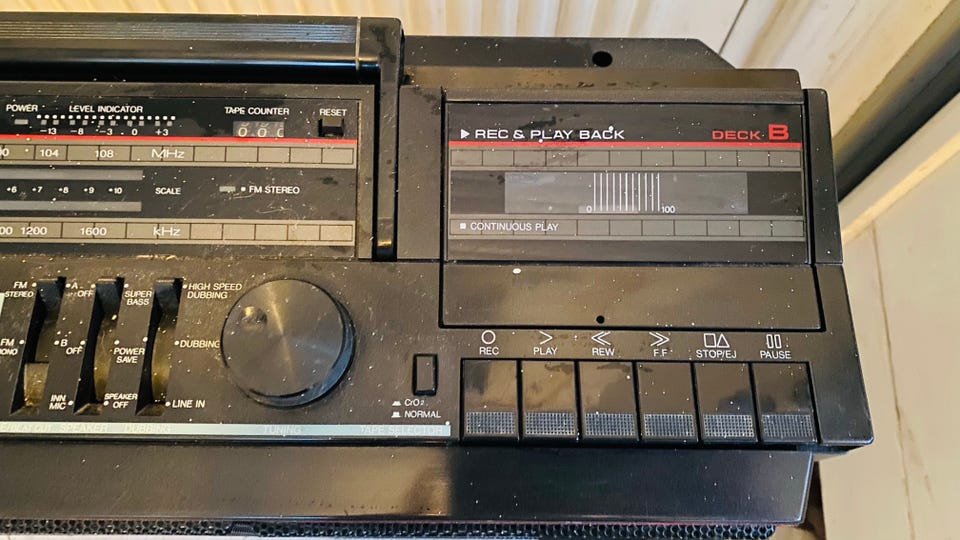 POWER LEVEL INDICATOR TAPE COUNTER RESET
-13 -8 -3 0 +3
000
104 108 MHz
+6 +7 +8 +9 +10 SCALE FM STEREO
1200 1600 kHz
▶ REC & PLAY BACK DECK B
0 100
CONTINUOUS PLAY
FM STEREO
A OFF
SUPER BASS
HIGH SPEED DUBBING
FM MONO
B OFF
POWER SAVE
DUBBING
INN MIC
SPEAKER OFF
LINE IN
CrO2
NORMAL
REC PLAY REW F.F STOP/EJ PAUSE
SPEAKER DUBBING TUNING TAPE SELECTOR